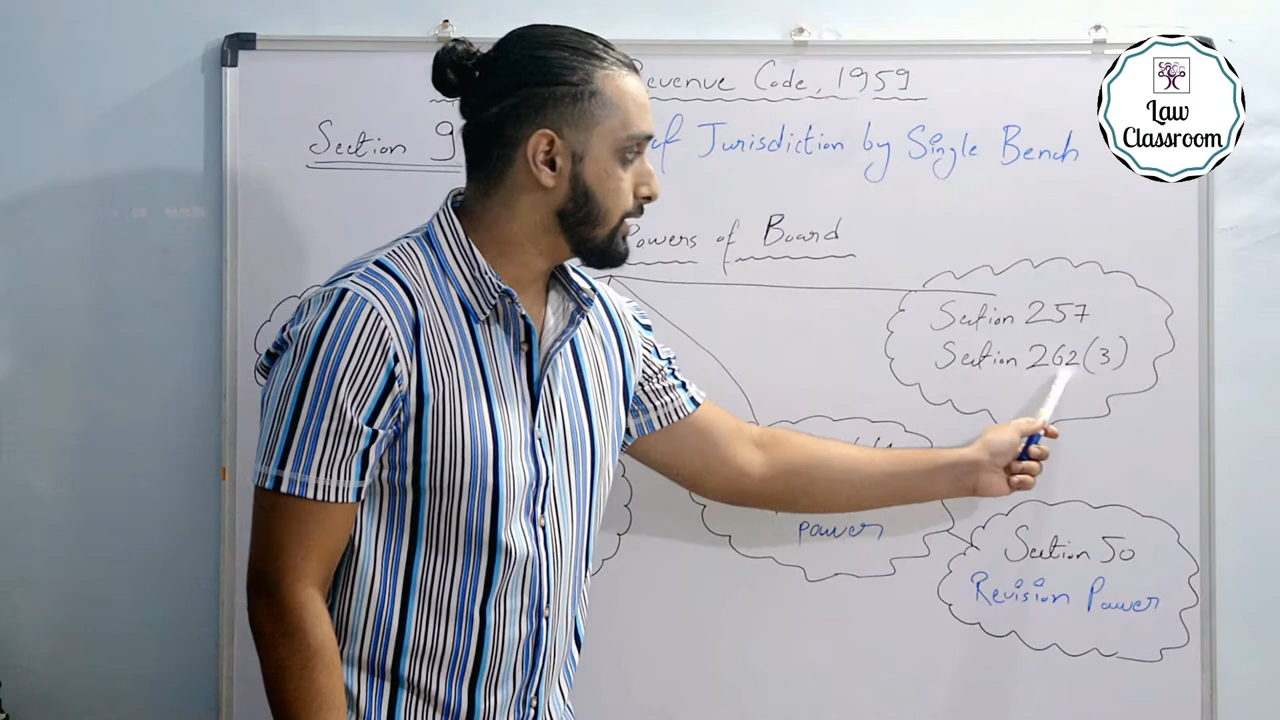 Revenue Code, 1959
Section 9 of Jurisdiction by Single Bench
Powers of Board
Section 257
Section 262(3)
power
Section 50
Revision Power
Law
Classroom